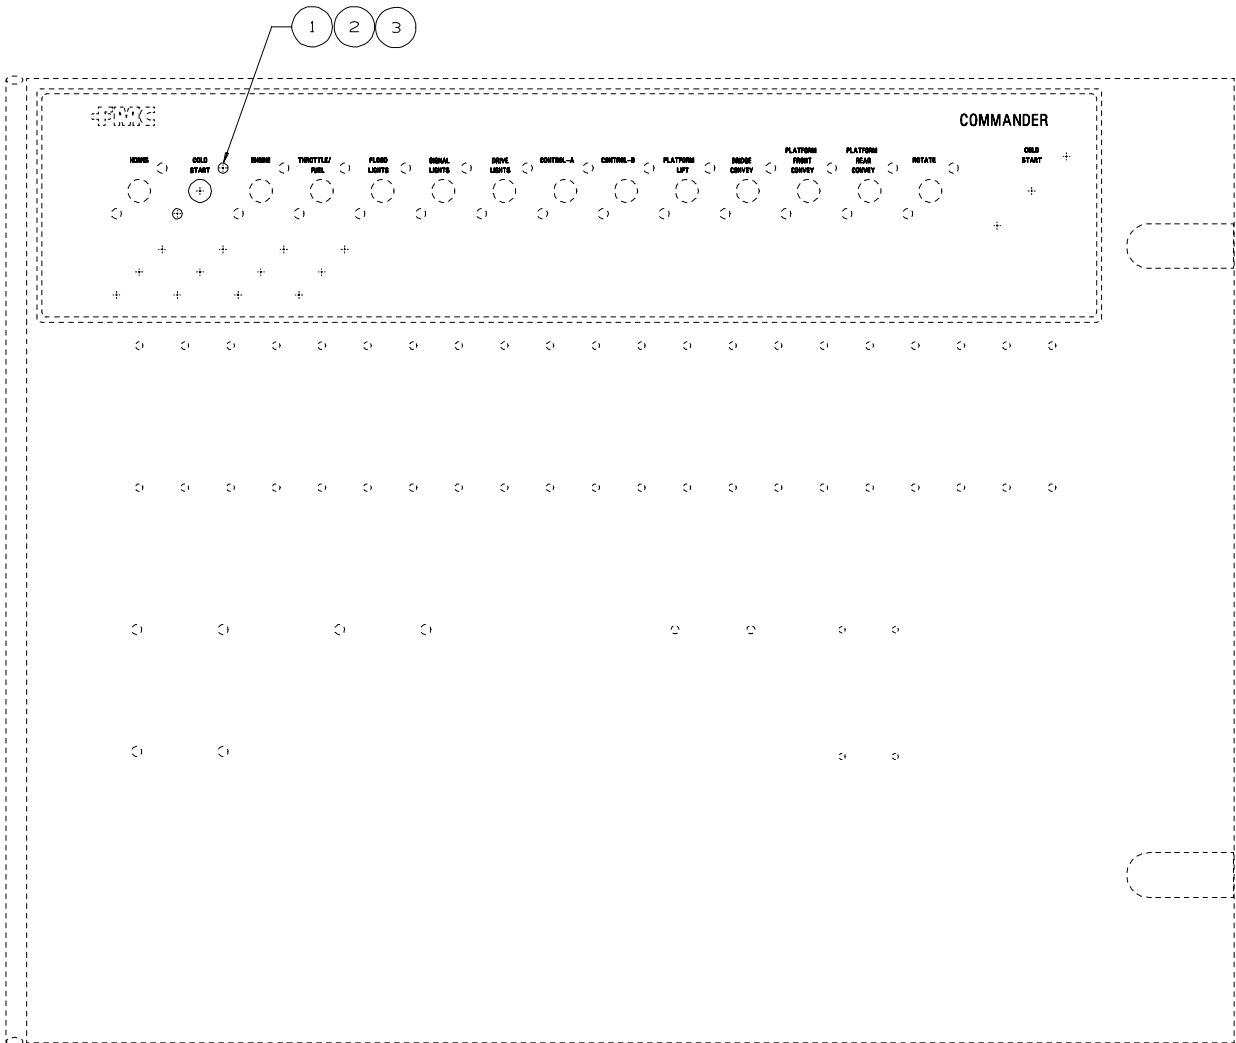 1 2 3
FMC
COMMANDER
HORNS
COLD
START
ENGINE
THROTTLE/
FUEL
FLOOD
LIGHTS
SIGNAL
LIGHTS
DRIVE
LIGHTS
CONTROL-A
CONTROL-B
PLATFORM
LIFT
BRIDGE
CONVEY
PLATFORM
FRONT
CONVEY
PLATFORM
REAR
CONVEY
ROTATE
COLD
START